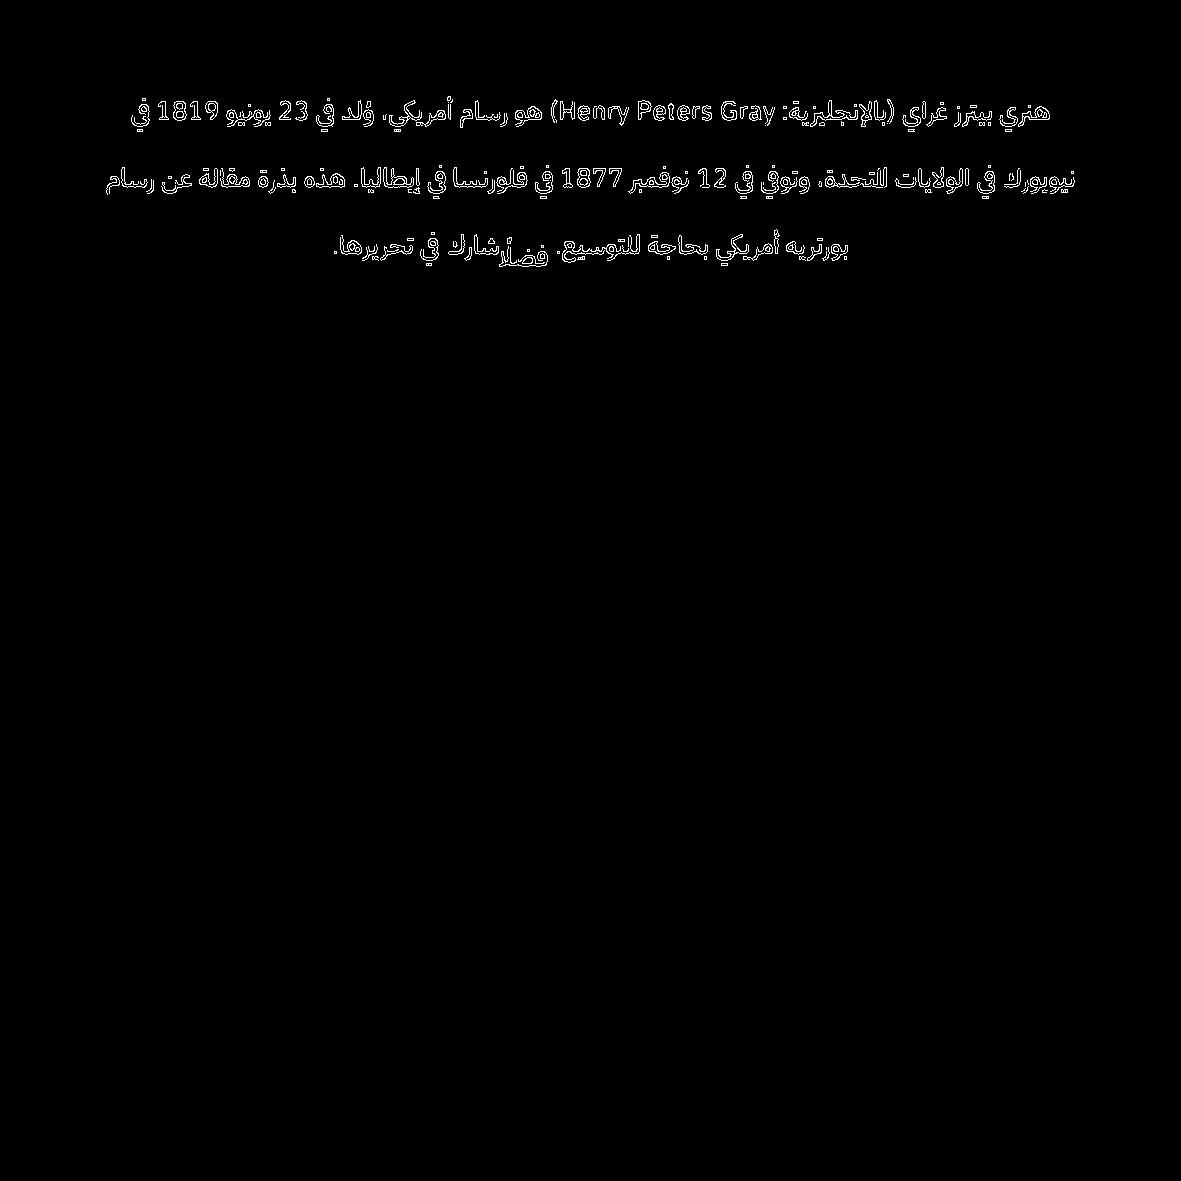 هنري بيترز غراي (بالإنجليزية: Henry Peters Gray) هو رسام أمريكي، وُلد في 23 يونيو 1819 في
نيويورك في الولايات المتحدة، وتوفي في 12 نوفمبر 1877 في فلورنسا في إيطاليا. هذه بذرة مقالة عن رسام
بورتريه أمريكي بحاجة للتوسيع. فضلًا شارك في تحريرها.